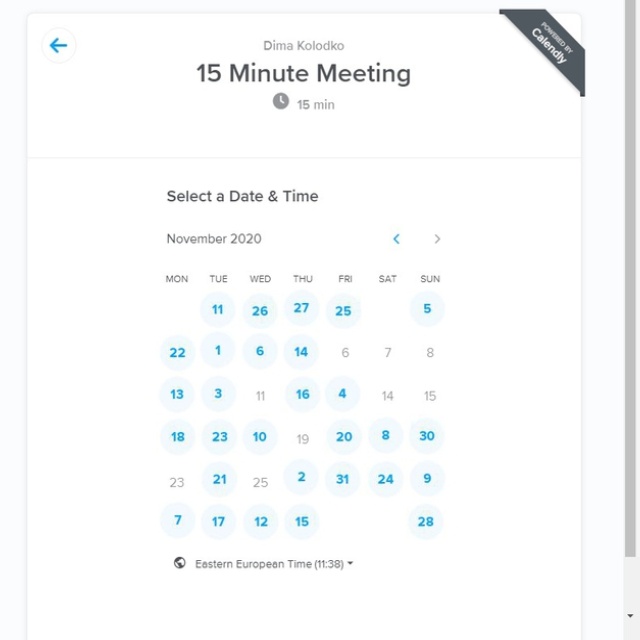 Dima Kolodko
POWERED BY
Calendly
15 Minute Meeting
15 min
Select a Date & Time
November 2020
MON TUE WED THU FRI SAT SUN
11 26 27 25 5
22 1 6 14 6 7 8
13 3 11 16 4 14 15
18 23 10 19 20 8 30
23 21 25 2 31 24 9
7 17 12 15 28
Eastern European Time (11:38)